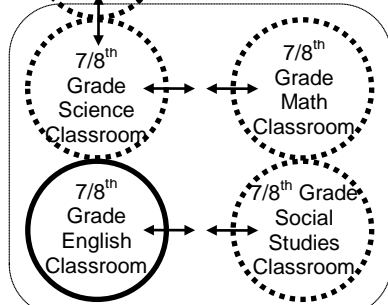 7/8th
Grade
Science
Classroom
7/8th
Grade
Math
Classroom
7/8th
Grade
English
Classroom
7/8th Grade
Social
Studies
Classroom